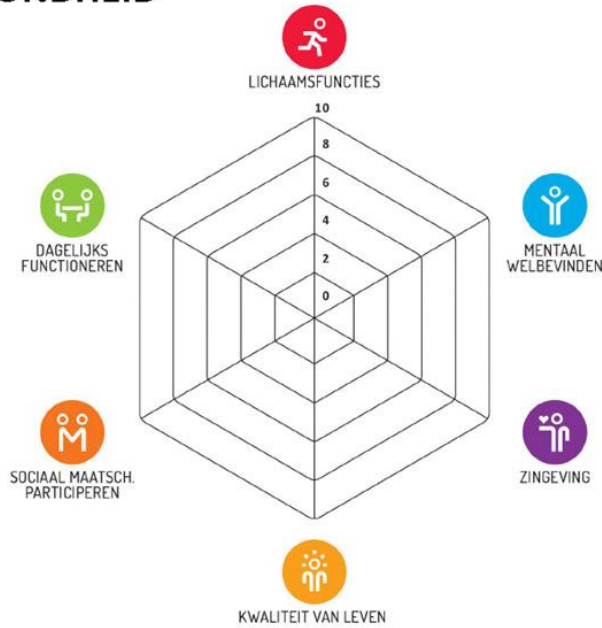 LICHAAMSFUNCTIES
10
8
6
4
2
0
DAGELIJKS
FUNCTIONEREN
MENTAAL
WELBEVINDEN
SOCIAAL MAATSCH.
PARTICIPEREN
ZINGEVING
KWALITEIT VAN LEVEN